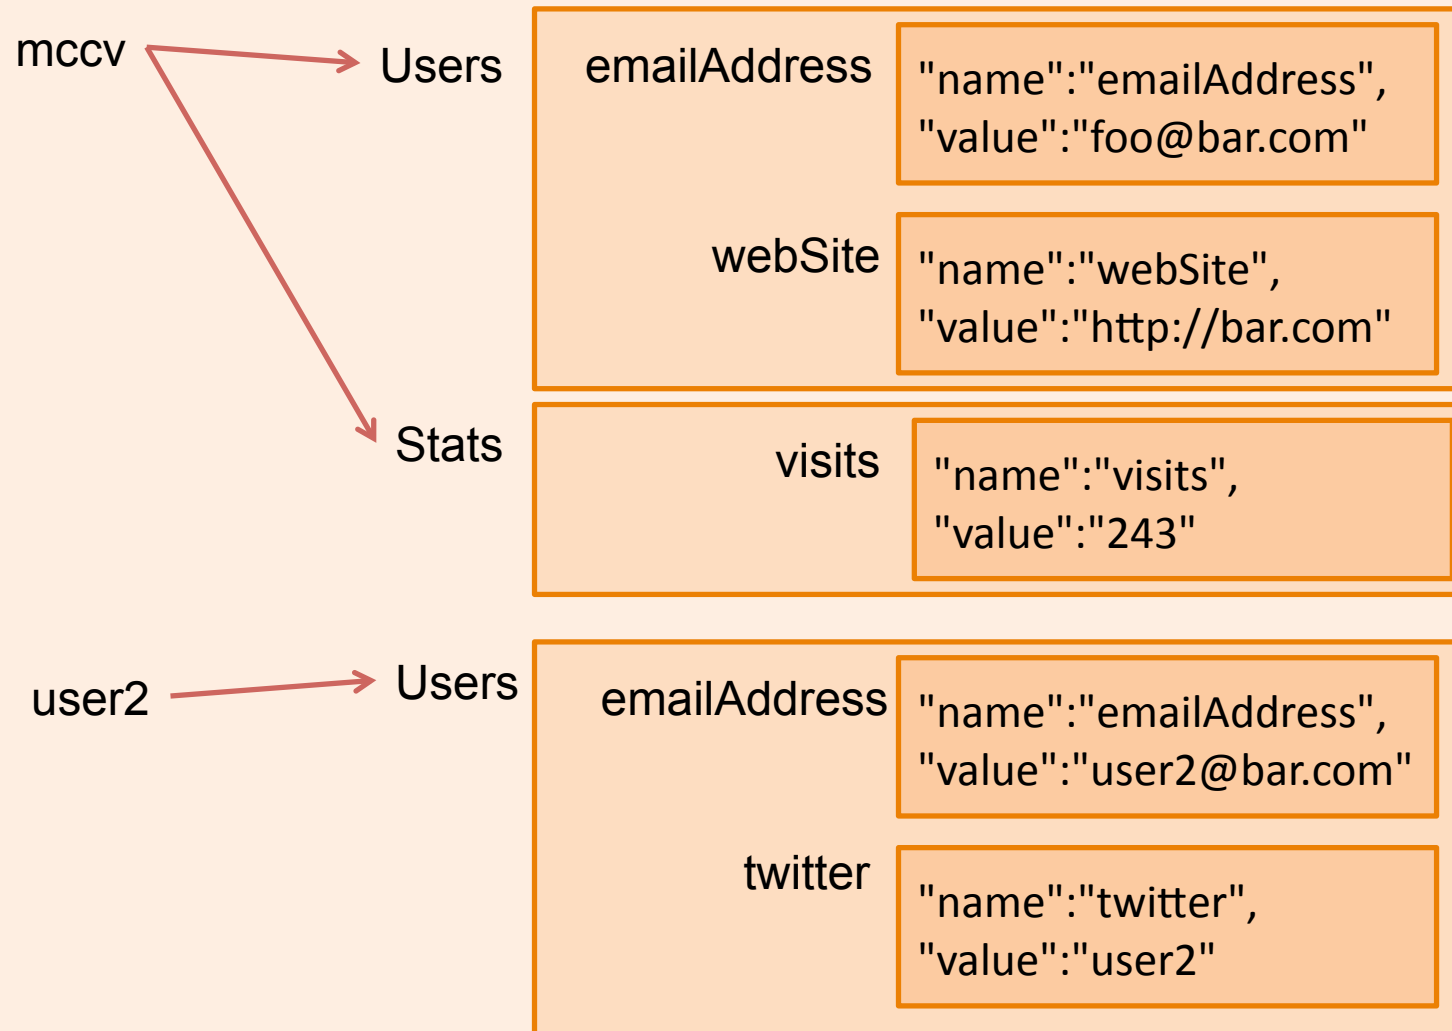 mccv
Users
emailAddress
"name":"emailAddress",
"value":"foo@bar.com"
webSite
"name":"webSite",
"value":"http://bar.com"
Stats
visits
"name":"visits",
"value":"243"
user2
Users
emailAddress
"name":"emailAddress",
"value":"user2@bar.com"
twitter
"name":"twitter",
"value":"user2"